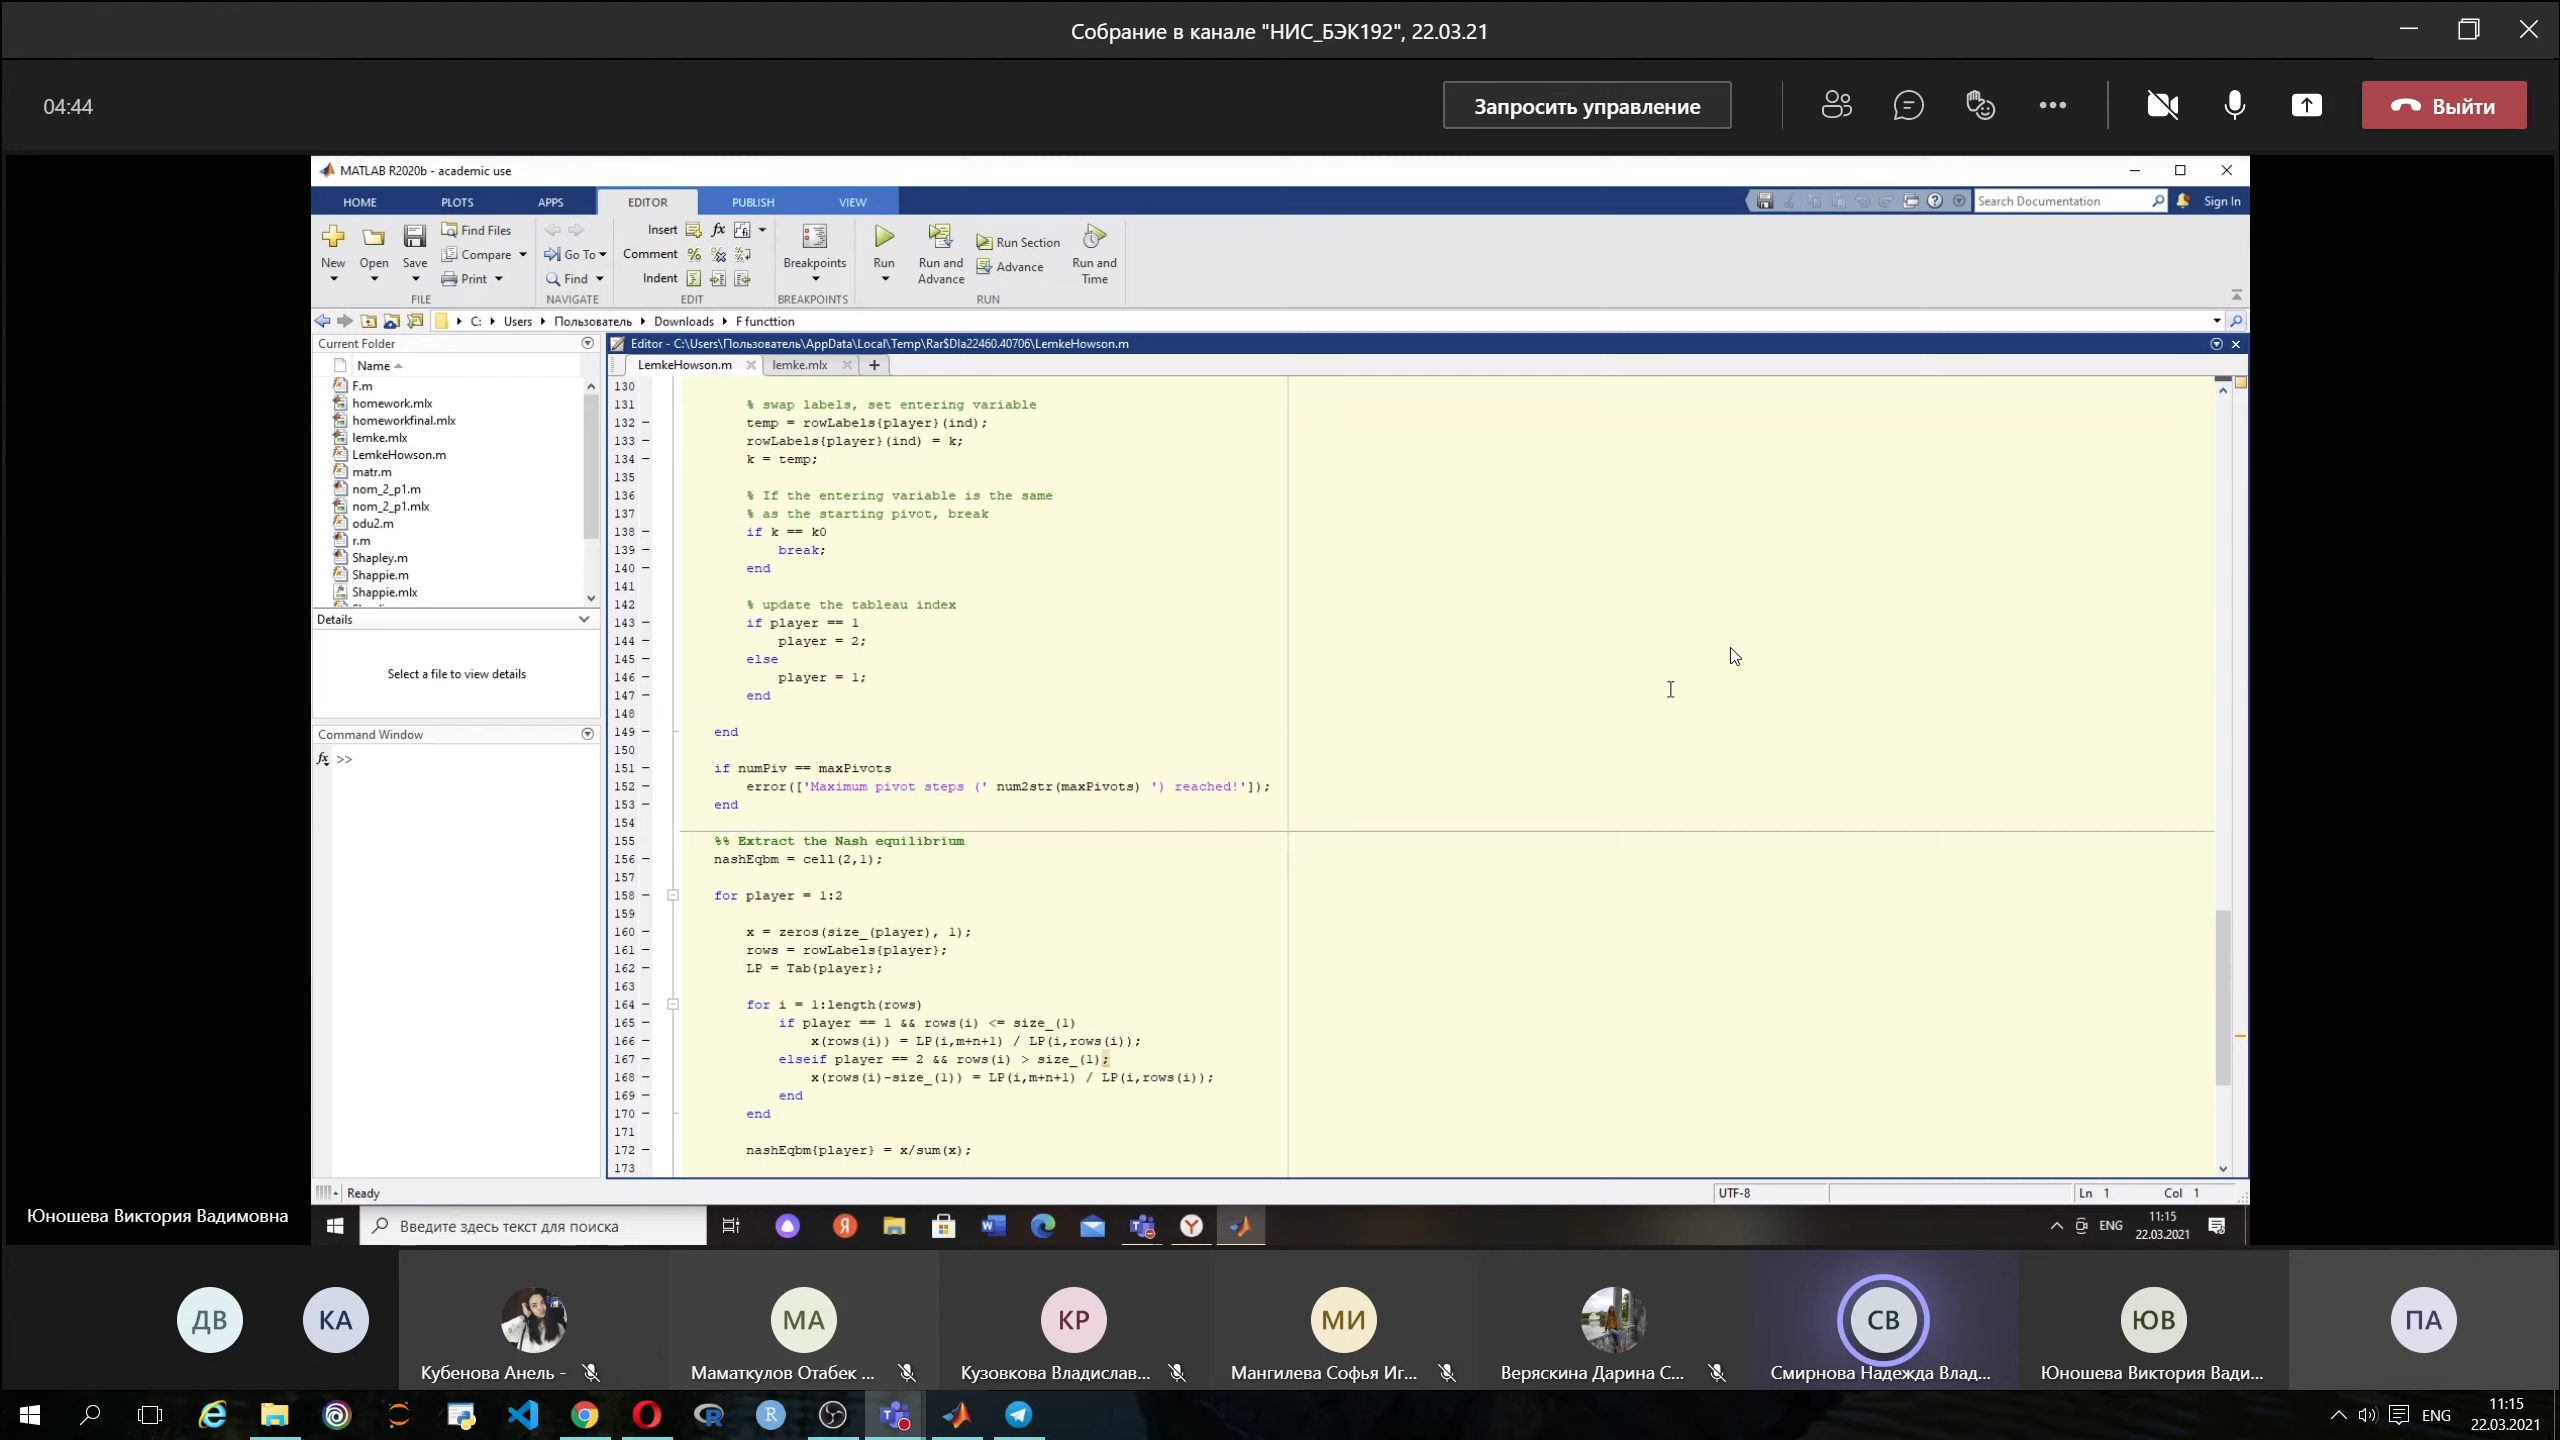 Собрание в канале "НИС_БЭК192", 22.03.21
04:44
Запросить управление
Выйти
MATLAB R2020b - academic use
HOME PLOTS APPS EDITOR PUBLISH VIEW
Search Documentation
Sign In
New
Open
Save
Find Files
Compare
Print
Go To
Find
Insert
Comment
Indent
fx
Breakpoints
Run
Run and Advance
Run Section
Advance
Run and Time
FILE NAVIGATE EDIT BREAKPOINTS RUN
C: Users Пользователь Downloads F functtion
Current Folder
Name
F.m
homework.mlx
homeworkfinal.mlx
lemke.mlx
LemkeHowson.m
matr.m
nom_2_p1.m
nom_2_p1.mlx
odu2.m
r.m
Shapley.m
Shappie.m
Shappie.mlx
Details
Select a file to view details
Command Window
fx >>
Editor - C:\Users\Пользователь\AppData\Local\Temp\Rar$DIa22460.40706\LemkeHowson.m
LemkeHowson.m lemke.mlx
130
131 % swap labels, set entering variable
132 temp = rowLabels{player}(ind);
133 rowLabels{player}(ind) = k;
134 k = temp;
135
136 % If the entering variable is the same
137 % as the starting pivot, break
138 if k == k0
139 break;
140 end
141
142 % update the tableau index
143 if player == 1
144 player = 2;
145 else
146 player = 1;
147 end
148
149 end
150
151 if numPiv == maxPivots
152 error(['Maximum pivot steps (' num2str(maxPivots) ') reached!']);
153 end
154
155 %% Extract the Nash equilibrium
156 nashEqbm = cell(2,1);
157
158 for player = 1:2
159
160 x = zeros(size_(player), 1);
161 rows = rowLabels{player};
162 LP = Tab{player};
163
164 for i = 1:length(rows)
165 if player == 1 && rows(i) <= size_(1)
166 x(rows(i)) = LP(i,m+n+1) / LP(i,rows(i));
167 elseif player == 2 && rows(i) > size_(1);
168 x(rows(i)-size_(1)) = LP(i,m+n+1) / LP(i,rows(i));
169 end
170 end
171
172 nashEqbm{player} = x/sum(x);
173
Ready
UTF-8
Ln 1 Col 1
Юношева Виктория Вадимовна
Введите здесь текст для поиска
ENG
11:15
22.03.2021
ДВ
КА
МА
КР
МИ
СВ
ЮВ
ПА
Кубенова Анель -
Маматкулов Отабек ...
Кузовкова Владислав...
Мангилева Софья Иг...
Веряскина Дарина С...
Смирнова Надежда Влад...
Юношева Виктория Вади...
ENG
11:15
22.03.2021